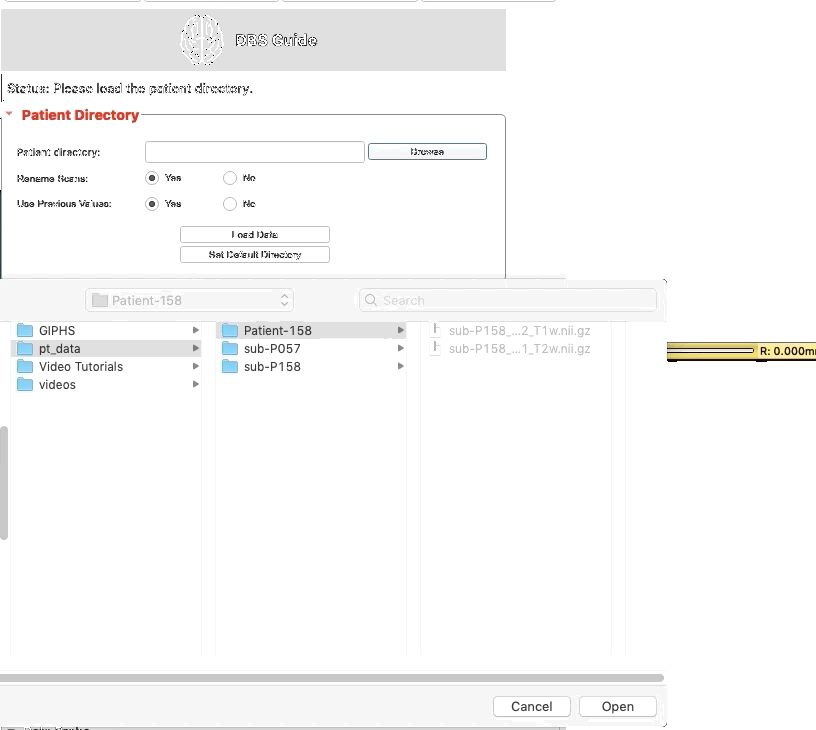 DBS Guide
Status: Please load the patient directory.
Patient Directory
Patient directory: Browse
Rename Scans: Yes No
Use Previous Values: Yes No
Load Data
Set Default Directory
Patient-158 Search
GIPHS Patient-158 sub-P158_...2_T1w.nii.gz
pt_data sub-P057 sub-P158_...1_T2w.nii.gz
Video Tutorials sub-P158
videos
R: 0.000m
Cancel Open